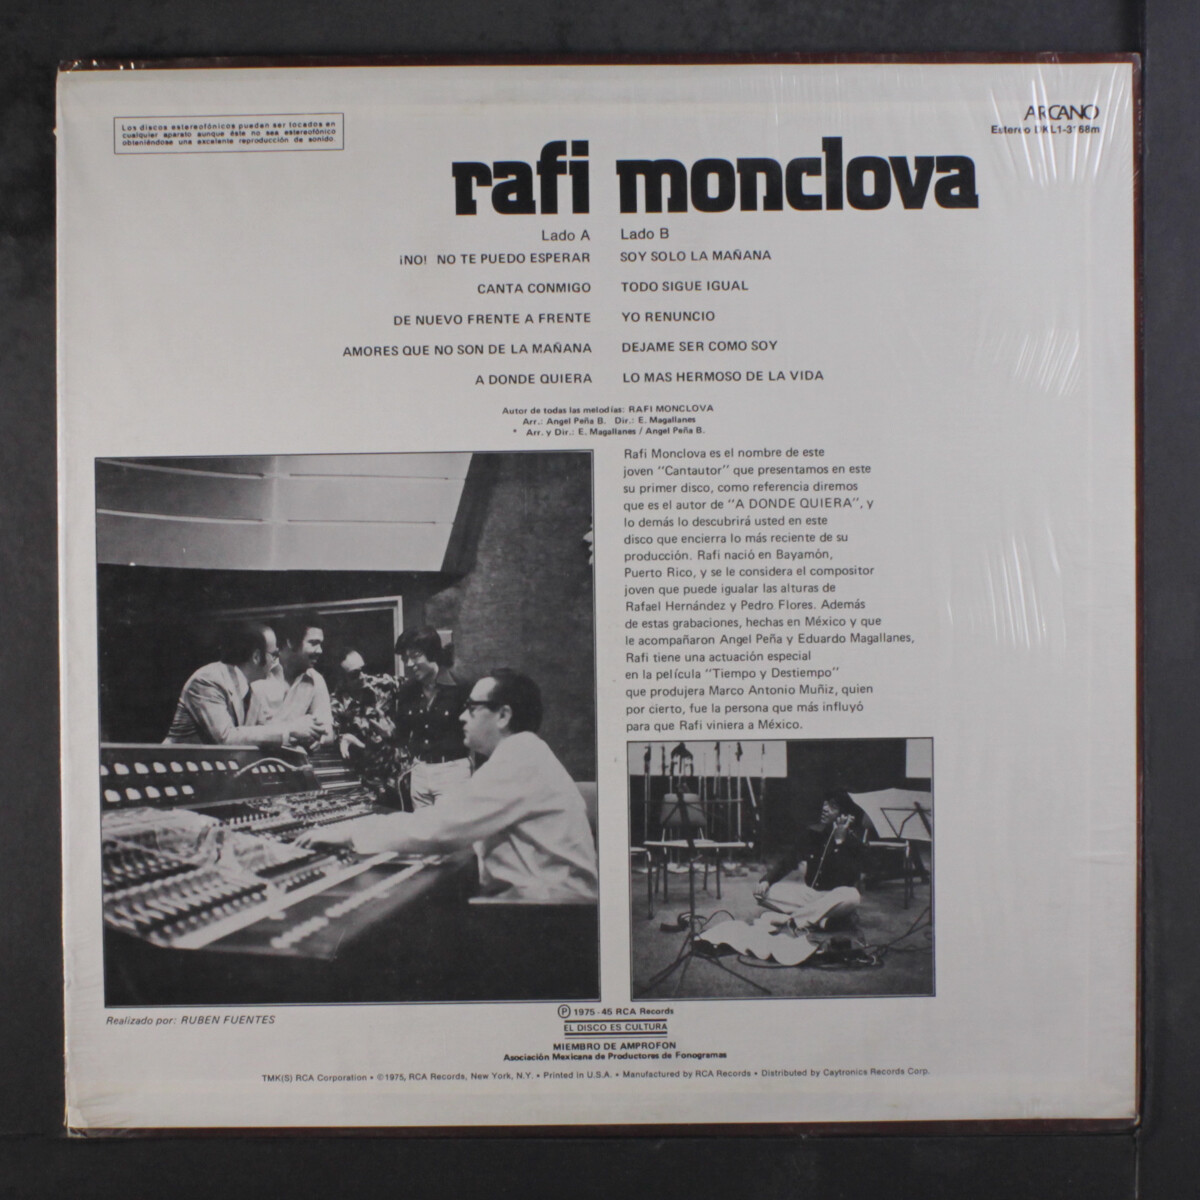 Los discos estereofónicos pueden ser tocados en
cualquier aparato aunque éste no sea estereofónico
obteniéndose una excelente reproducción de sonido.
ARCANO
Estereo DKL1-3168m
rafi monclova
Lado A
¡NO! NO TE PUEDO ESPERAR
CANTA CONMIGO
DE NUEVO FRENTE A FRENTE
AMORES QUE NO SON DE LA MAÑANA
A DONDE QUIERA
Lado B
SOY SOLO LA MAÑANA
TODO SIGUE IGUAL
YO RENUNCIO
DEJAME SER COMO SOY
LO MAS HERMOSO DE LA VIDA
Autor de todas las melodías: RAFI MONCLOVA
Arr.: Angel Peña B. Dir.: E. Magallanes
* Arr. y Dir.: E. Magallanes / Angel Peña B.
Rafi Monclova es el nombre de este
joven "Cantautor" que presentamos en este
su primer disco, como referencia diremos
que es el autor de "A DONDE QUIERA", y
lo demás lo descubrirá usted en este
disco que encierra lo más reciente de su
producción. Rafi nació en Bayamón,
Puerto Rico, y se le considera el compositor
joven que puede igualar las alturas de
Rafael Hernández y Pedro Flores. Además
de estas grabaciones, hechas en México y que
le acompañaron Angel Peña y Eduardo Magallanes,
Rafi tiene una actuación especial
en la película "Tiempo y Destiempo"
que produjera Marco Antonio Muñiz, quien
por cierto, fue la persona que más influyó
para que Rafi viniera a México.
Realizado por: RUBEN FUENTES
Ⓟ 1975-45 RCA Records
EL DISCO ES CULTURA
MIEMBRO DE AMPROFON
Asociación Mexicana de Productores de Fonogramas
TMK(S) RCA Corporation • ©1975, RCA Records, New York, N.Y. • Printed in U.S.A. • Manufactured by RCA Records • Distributed by Caytronics Records Corp.